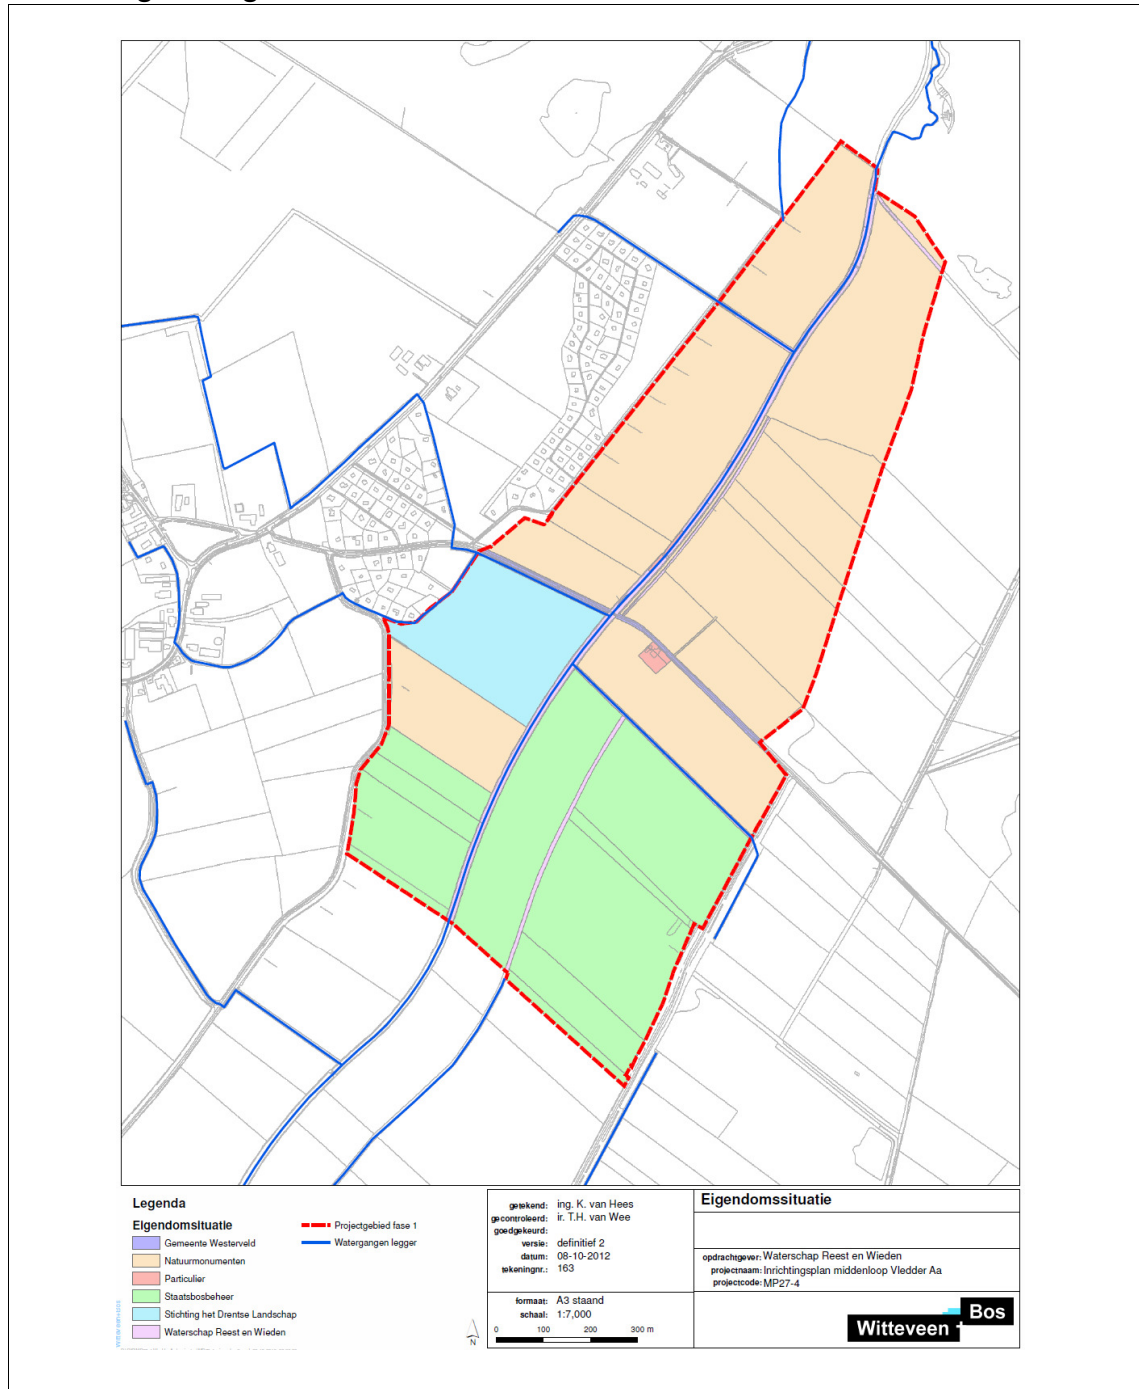 Legenda
Eigendomsituatie
Gemeente Westerveld
Natuurmonumenten
Particulier
Staatsbosbeheer
Stichting het Drentse Landschap
Waterschap Reest en Wieden
Projectgebied fase 1
Watergangen legger
N
getekend: ing. K. van Hees
gecontroleerd: ir. T.H. van Wee
goedgekeurd:
versie: definitief 2
datum: 08-10-2012
tekeningnr.: 163
formaat: A3 staand
schaal: 1:7,000
0 100 200 300 m
Eigendomssituatie
opdrachtgever: Waterschap Reest en Wieden
projectnaam: Inrichtingsplan middenloop Vledder Aa
projectcode: MP27-4
Witteveen + Bos